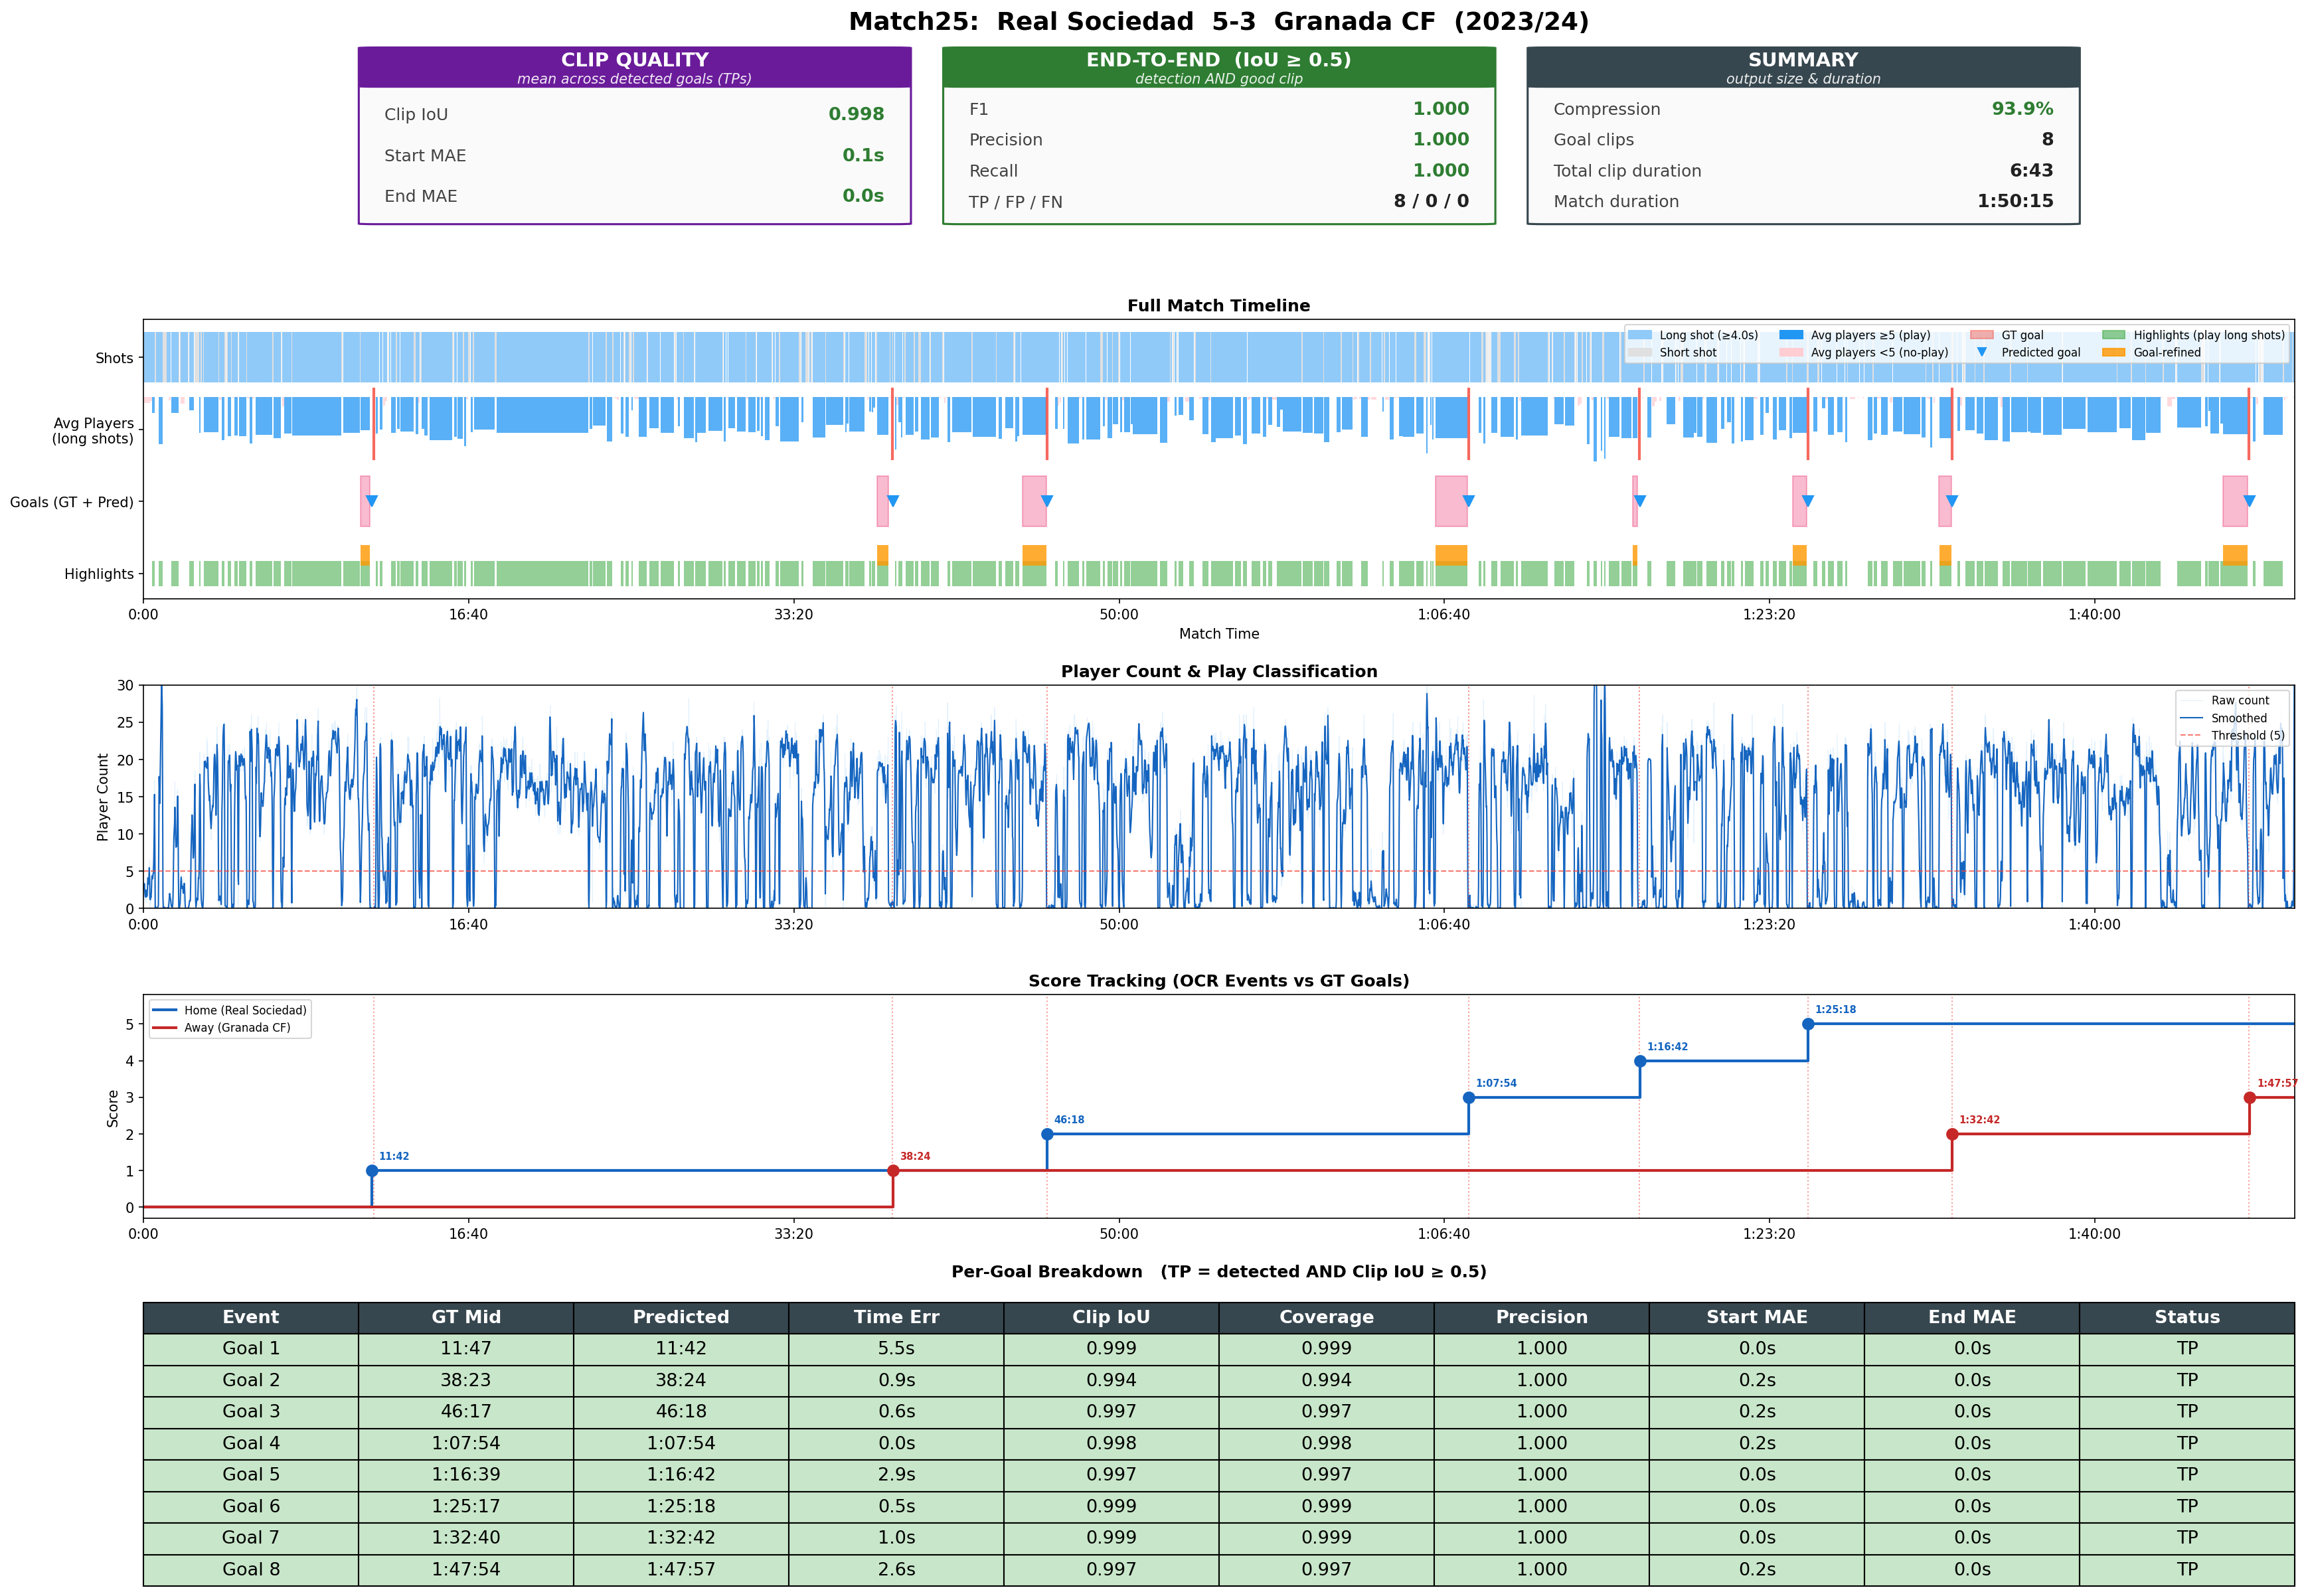 Match25:  Real Sociedad  5-3  Granada CF  (2023/24)
CLIP QUALITY
mean across detected goals (TPs)
Clip IoU 0.998
Start MAE 0.1s
End MAE 0.0s
END-TO-END  (IoU ≥ 0.5)
detection AND good clip
F1 1.000
Precision 1.000
Recall 1.000
TP / FP / FN 8 / 0 / 0
SUMMARY
output size & duration
Compression 93.9%
Goal clips 8
Total clip duration 6:43
Match duration 1:50:15
Full Match Timeline
Long shot (≥4.0s) Avg players ≥5 (play) GT goal Highlights (play long shots)
Short shot Avg players <5 (no-play) Predicted goal Goal-refined
Shots
Avg Players
(long shots)
Goals (GT + Pred)
Highlights
0:00 16:40 33:20 50:00 1:06:40 1:23:20 1:40:00
Match Time
Player Count & Play Classification
Raw count
Smoothed
Threshold (5)
Player Count
30
25
20
15
10
5
0
0:00 16:40 33:20 50:00 1:06:40 1:23:20 1:40:00
Score Tracking (OCR Events vs GT Goals)
Home (Real Sociedad)
Away (Granada CF)
Score
5
4
3
2
1
0
11:42
38:24
46:18
1:07:54
1:16:42
1:25:18
1:32:42
1:47:57
0:00 16:40 33:20 50:00 1:06:40 1:23:20 1:40:00
Per-Goal Breakdown   (TP = detected AND Clip IoU ≥ 0.5)
Event GT Mid Predicted Time Err Clip IoU Coverage Precision Start MAE End MAE Status
Goal 1 11:47 11:42 5.5s 0.999 0.999 1.000 0.0s 0.0s TP
Goal 2 38:23 38:24 0.9s 0.994 0.994 1.000 0.2s 0.0s TP
Goal 3 46:17 46:18 0.6s 0.997 0.997 1.000 0.2s 0.0s TP
Goal 4 1:07:54 1:07:54 0.0s 0.998 0.998 1.000 0.2s 0.0s TP
Goal 5 1:16:39 1:16:42 2.9s 0.997 0.997 1.000 0.0s 0.0s TP
Goal 6 1:25:17 1:25:18 0.5s 0.999 0.999 1.000 0.0s 0.0s TP
Goal 7 1:32:40 1:32:42 1.0s 0.999 0.999 1.000 0.0s 0.0s TP
Goal 8 1:47:54 1:47:57 2.6s 0.997 0.997 1.000 0.2s 0.0s TP